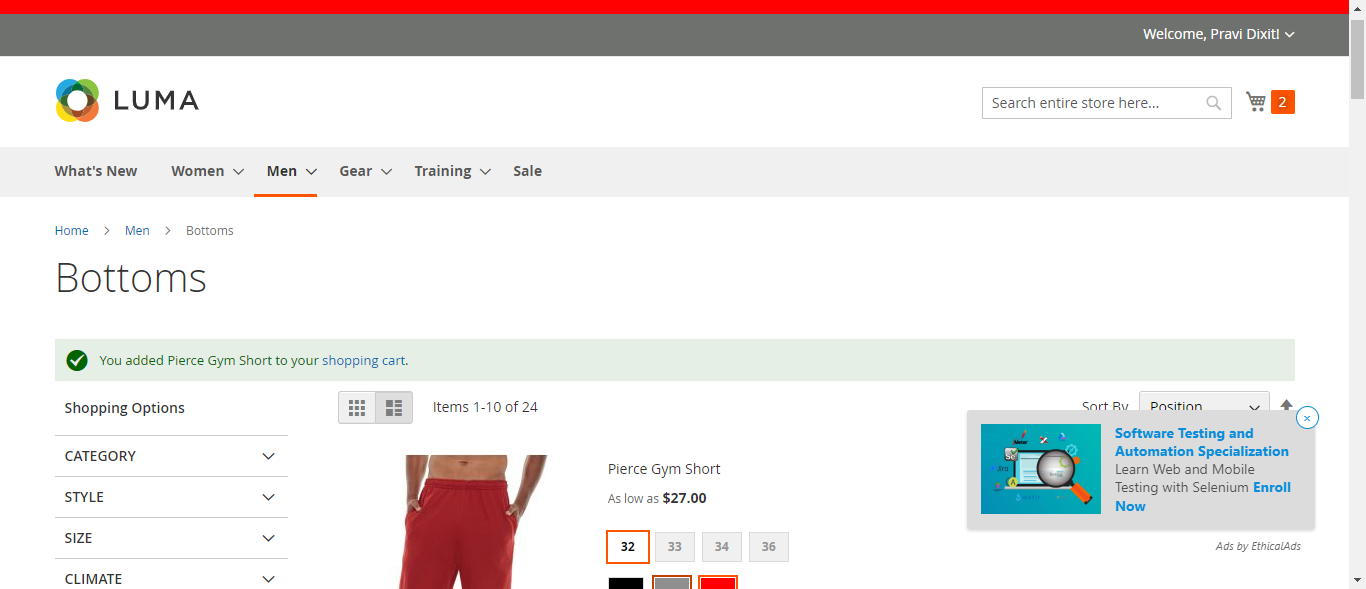 Welcome, Pravi Dixit!
LUMA
Search entire store here...
2
What's New
Women
Men
Gear
Training
Sale
Home
Men
Bottoms
Bottoms
You added Pierce Gym Short to your shopping cart.
Shopping Options
Items 1-10 of 24
Sort By
Position
CATEGORY
STYLE
SIZE
CLIMATE
Pierce Gym Short
As low as $27.00
32
33
34
36
Software Testing and
Automation Specialization
Learn Web and Mobile
Testing with Selenium Enroll
Now
Ads by EthicalAds